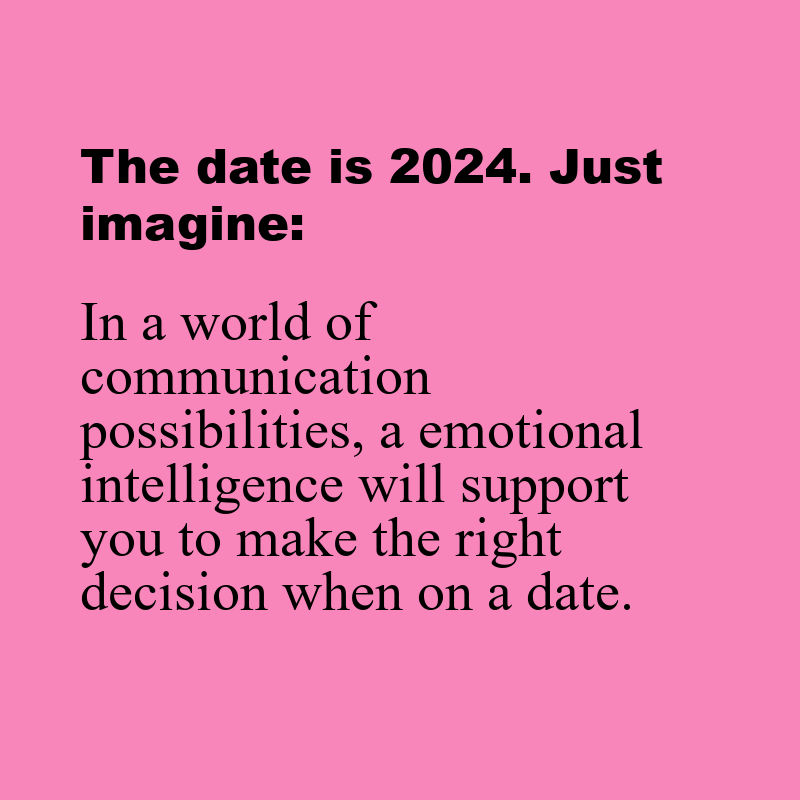 The date is 2024. Just
imagine:
In a world of
communication
possibilities, a emotional
intelligence will support
you to make the right
decision when on a date.